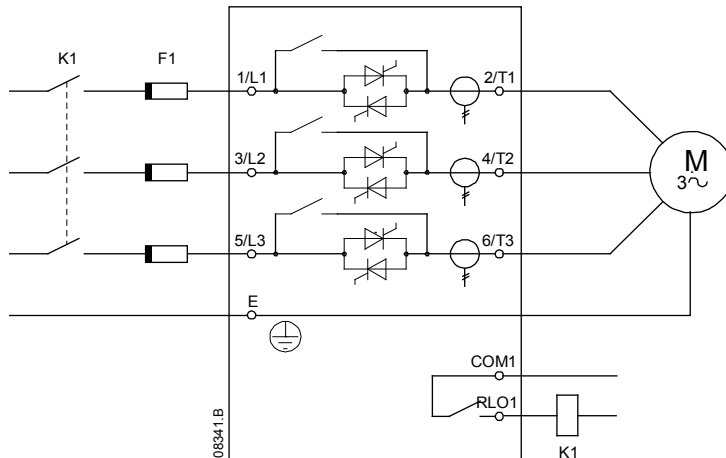 K1
F1
1/L1
2/T1
3/L2
4/T2
M
3
5/L3
6/T3
E
COM1
RLO1
K1
08341.B